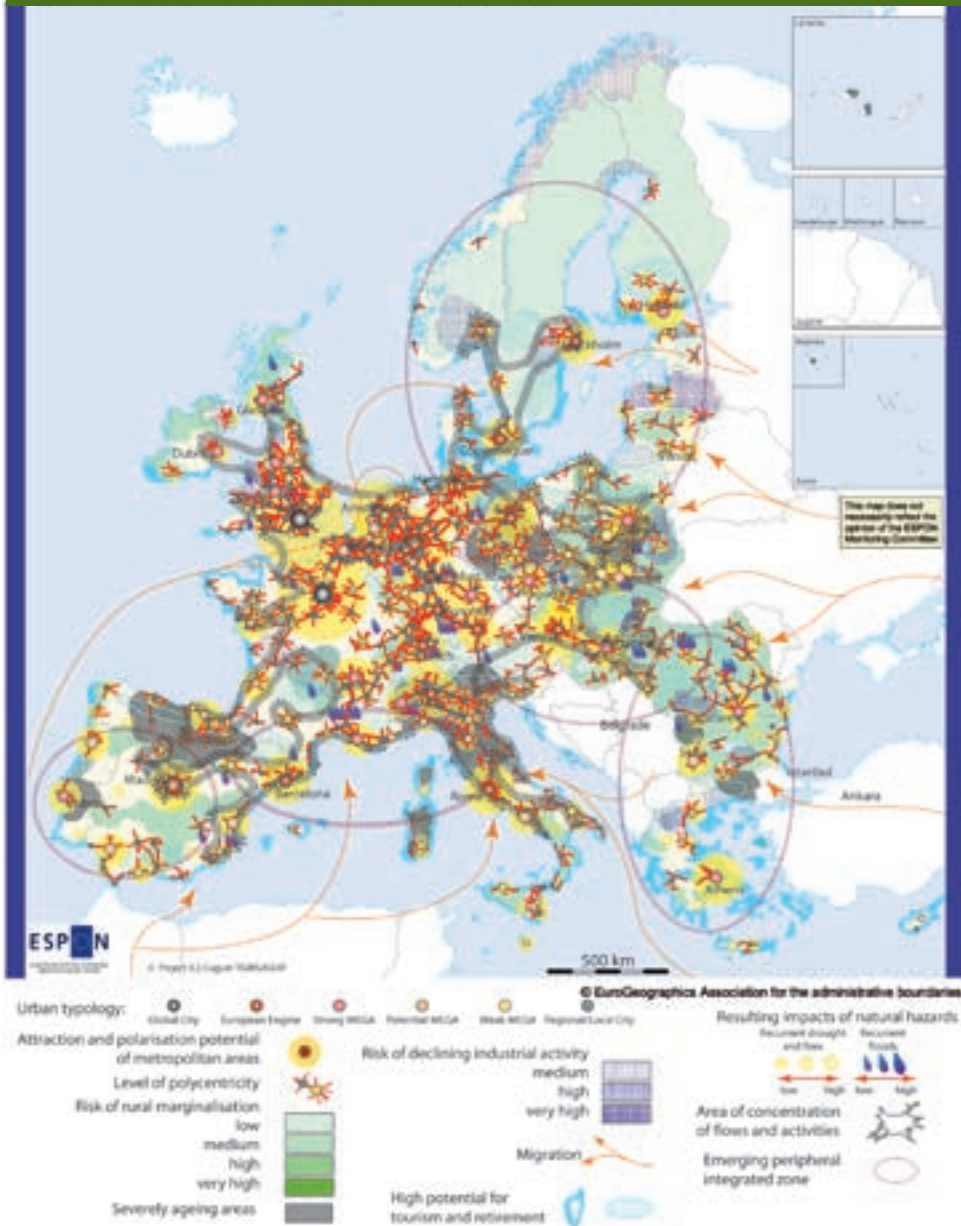 This map does not
necessarily reflect the
opinion of the ESPON
Monitoring Committee
Dublin
Belgrade
Istanbul
Ankara
Barcelona
Athens
ESPON
500 km
© EuroGeographics Association for the administrative boundaries
Urban typology:
Global City
European Engine
Strong MEGA
Potential MEGA
Weak MEGA
Regional/Local City
Attraction and polarisation potential
of metropolitan areas
Level of polycentricity
Risk of rural marginalisation
low
medium
high
very high
Severely ageing areas
Risk of declining industrial activity
medium
high
very high
Migration
High potential for
tourism and retirement
Resulting impacts of natural hazards
Recurrent drought
and fires
Recurrent
floods
low
high
low
high
Area of concentration
of flows and activities
Emerging peripheral
integrated zone